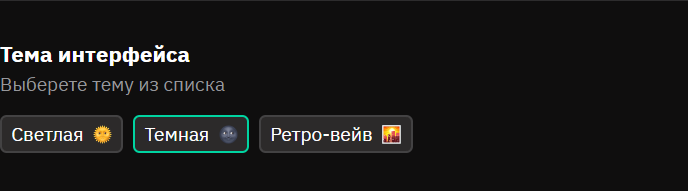 Тема интерфейса
Выберете тему из списка
Светлая 🌞 Темная 🌚 Ретро-вейв 🌇